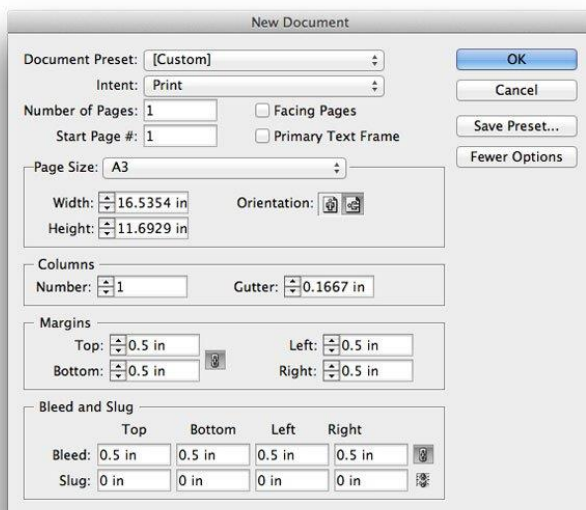 New Document
Document Preset: [Custom]
OK
Intent: Print
Cancel
Number of Pages: 1
Facing Pages
Start Page #: 1
Primary Text Frame
Save Preset...
Fewer Options
Page Size: A3
Width: 16.5354 in
Orientation:
Height: 11.6929 in
Columns
Number: 1
Gutter: 0.1667 in
Margins
Top: 0.5 in
Left: 0.5 in
Bottom: 0.5 in
Right: 0.5 in
Bleed and Slug
Top Bottom Left Right
Bleed: 0.5 in 0.5 in 0.5 in 0.5 in
Slug: 0 in 0 in 0 in 0 in